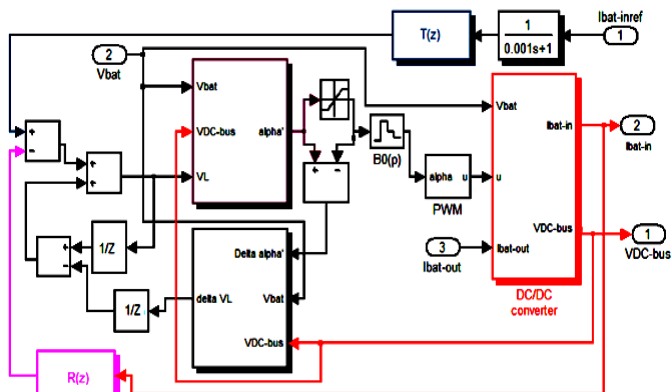 Ibat-inref
1
T(z)
1
0.001s+1
2
Vbat
Vbat
VDC-bus
alpha'
VL
+
-
+
+
+
-
B0(p)
alpha
u
PWM
Vbat
Ibat-in
u
VDC-bus
Ibat-out
DC/DC
converter
2
Ibat-in
1
VDC-bus
3
Ibat-out
+
-
1/Z
1/Z
Delta alpha'
delta VL
Vbat
VDC-bus
R(z)